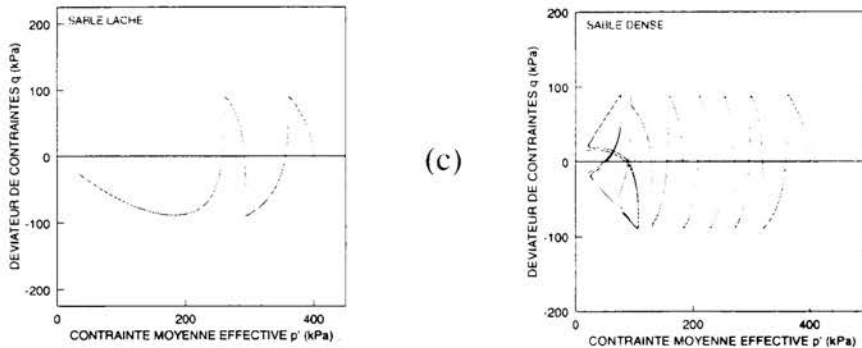 SABLE LACHE
DEVIATEUR DE CONTRAINTES q (kPa)
200
100
0
-100
-200
0
200
400
CONTRAINTE MOYENNE EFFECTIVE p' (kPa)
(c)
SABLE DENSE
DEVIATEUR DE CONTRAINTES q (kPa)
200
100
0
-100
-200
0
200
400
CONTRAINTE MOYENNE EFFECTIVE p' (kPa)